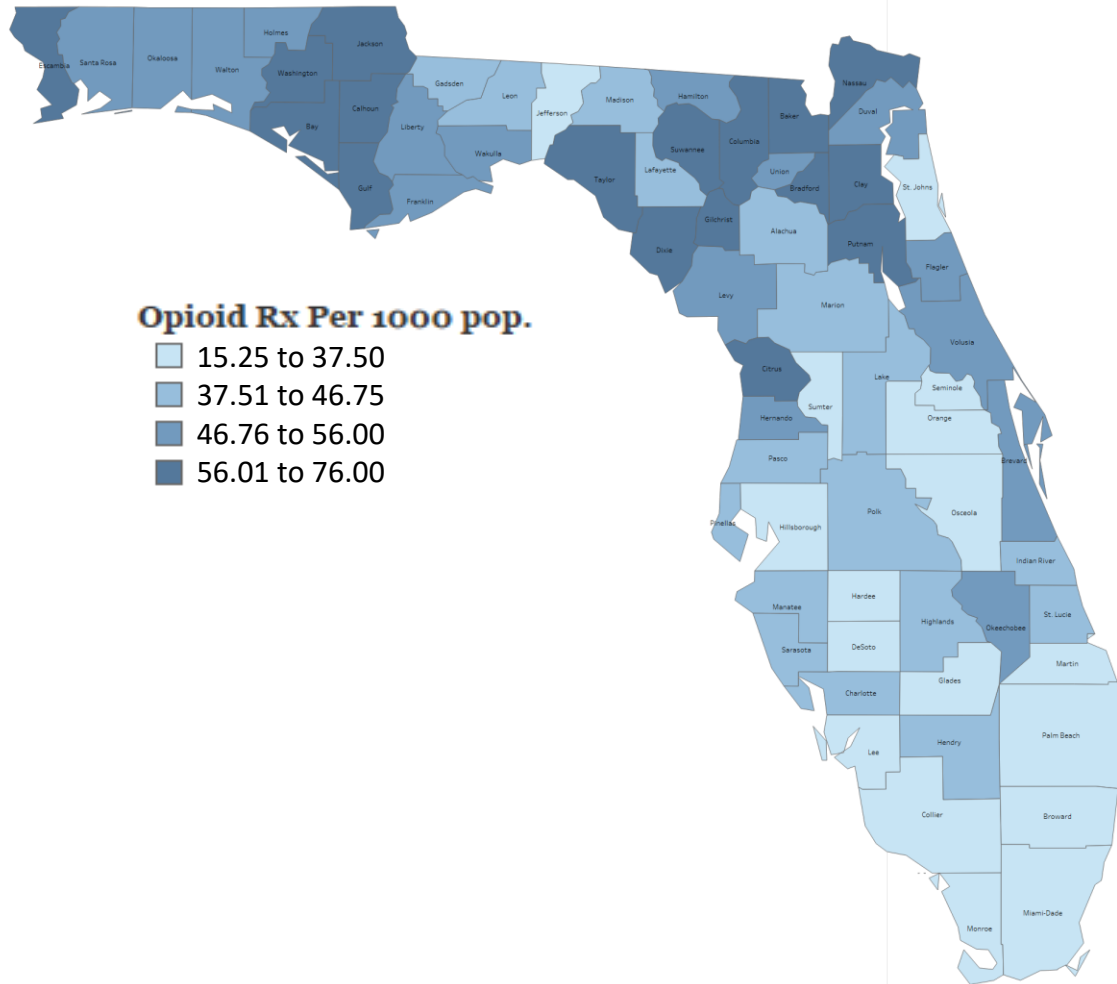 Holmes
Jackson
Escambia
Santa Rosa
Okaloosa
Walton
Washington
Gadsden
Leon
Madison
Hamilton
Nassau
Calhoun
Jefferson
Baker
Duval
Bay
Liberty
Columbia
Wakulla
Suwannee
Lafayette
Union
Taylor
Bradford
Clay
St. Johns
Gulf
Franklin
Gilchrist
Alachua
Putnam
Dixie
Flagler
Levy
Marion
Opioid Rx Per 1000 pop.
15.25 to 37.50
37.51 to 46.75
46.76 to 56.00
56.01 to 76.00
Volusia
Citrus
Lake
Seminole
Sumter
Hernando
Orange
Pasco
Brevard
Polk
Osceola
Pinellas
Hillsborough
Indian River
Hardee
Manatee
St. Lucie
Highlands
Okeechobee
DeSoto
Sarasota
Martin
Glades
Charlotte
Palm Beach
Hendry
Lee
Collier
Broward
Miami-Dade
Monroe